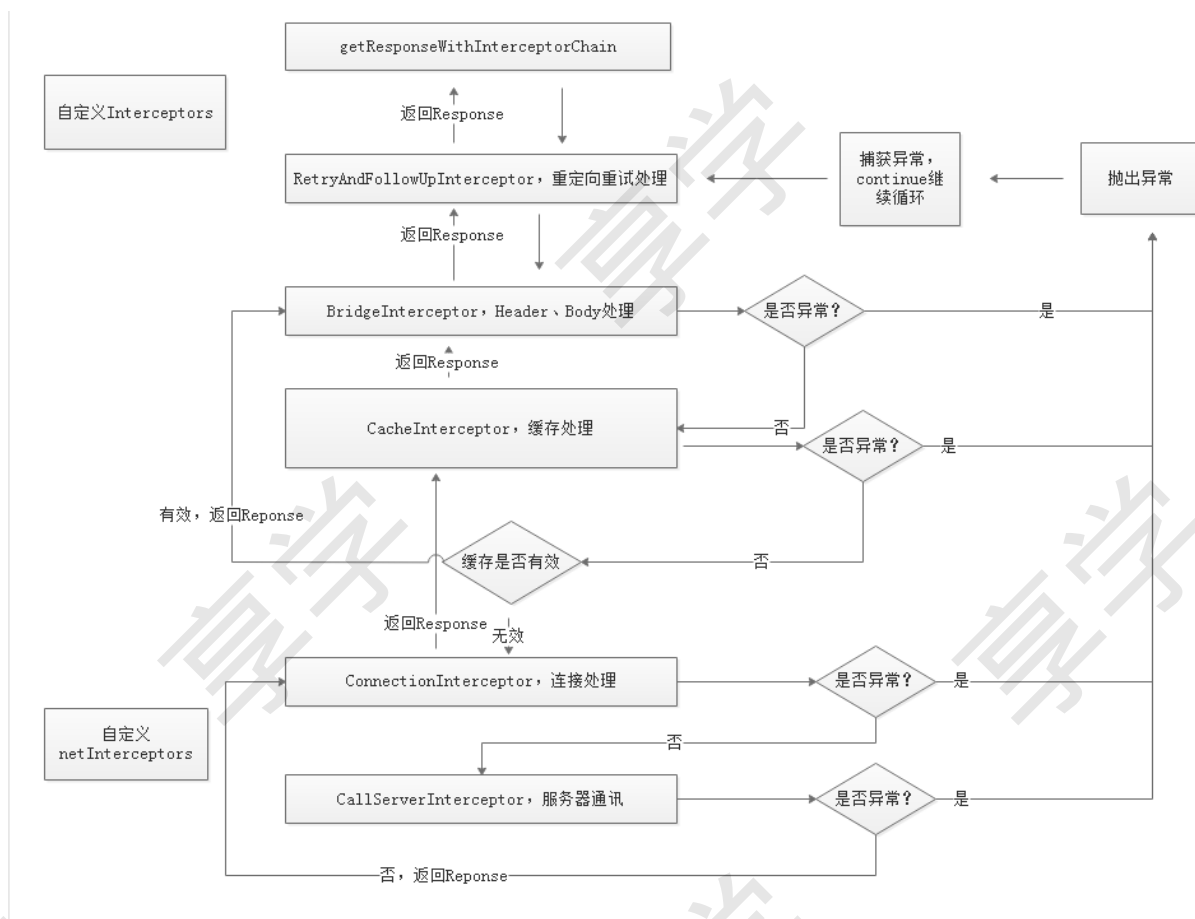 getResponseWithInterceptorChain
自定义Interceptors
返回Response
RetryAndFollowUpInterceptor，重定向重试处理
捕获异常，
continue继
续循环
抛出异常
返回Response
BridgeInterceptor，Header、Body处理
是否异常？
是
返回Response
CacheInterceptor，缓存处理
否
是否异常？
是
有效，返回Reponse
缓存是否有效
否
返回Response
无效
ConnectionInterceptor，连接处理
是否异常？
是
自定义
netInterceptors
否
CallServerInterceptor，服务器通讯
是否异常？
是
否，返回Reponse
享学
享学
享学